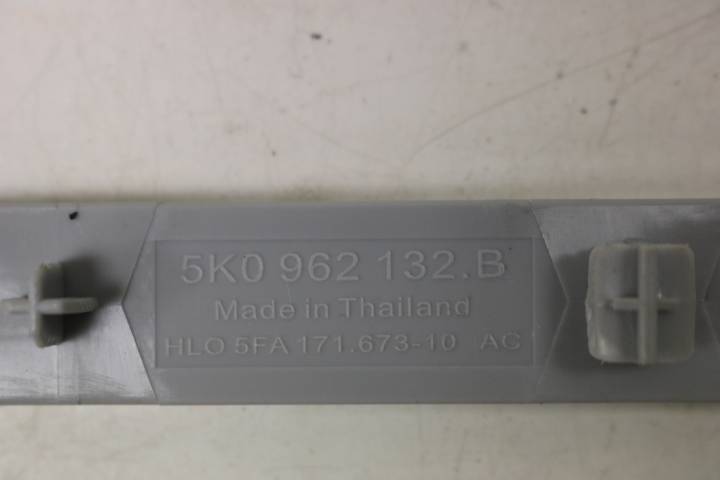 5K0 962 132.B
Made in Thailand
HLO 5FA 171.673-10 AC